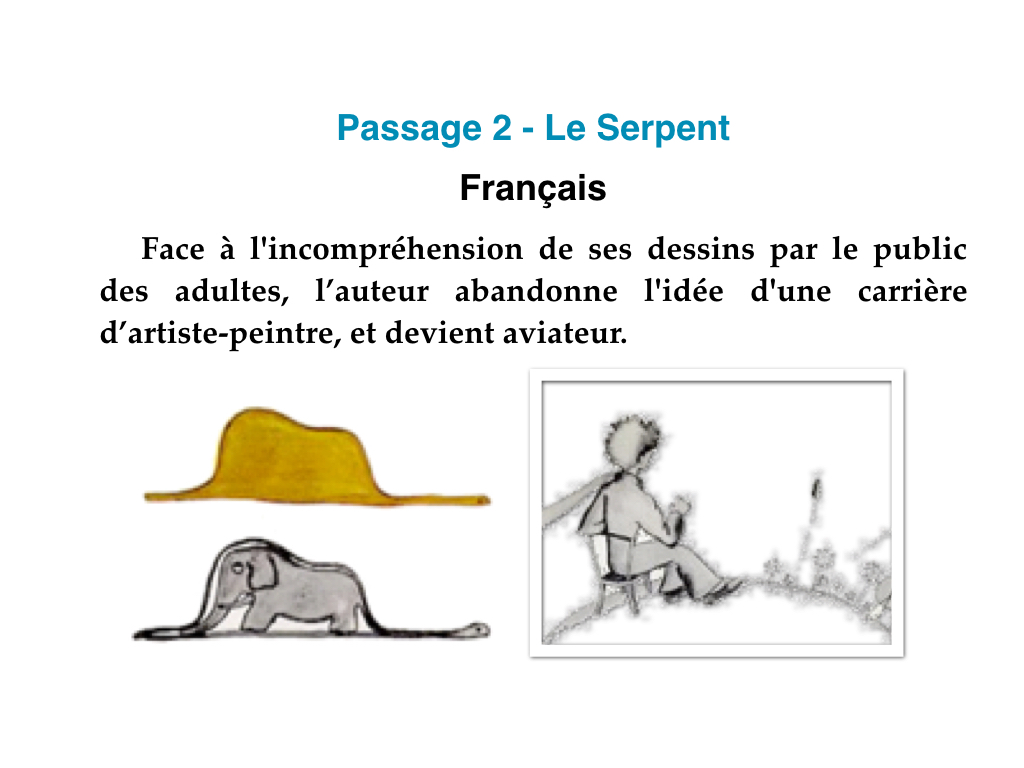 Passage 2 - Le Serpent
Français
Face à l'incompréhension de ses dessins par le public
des adultes, l’auteur abandonne l'idée d'une carrière
d’artiste-peintre, et devient aviateur.